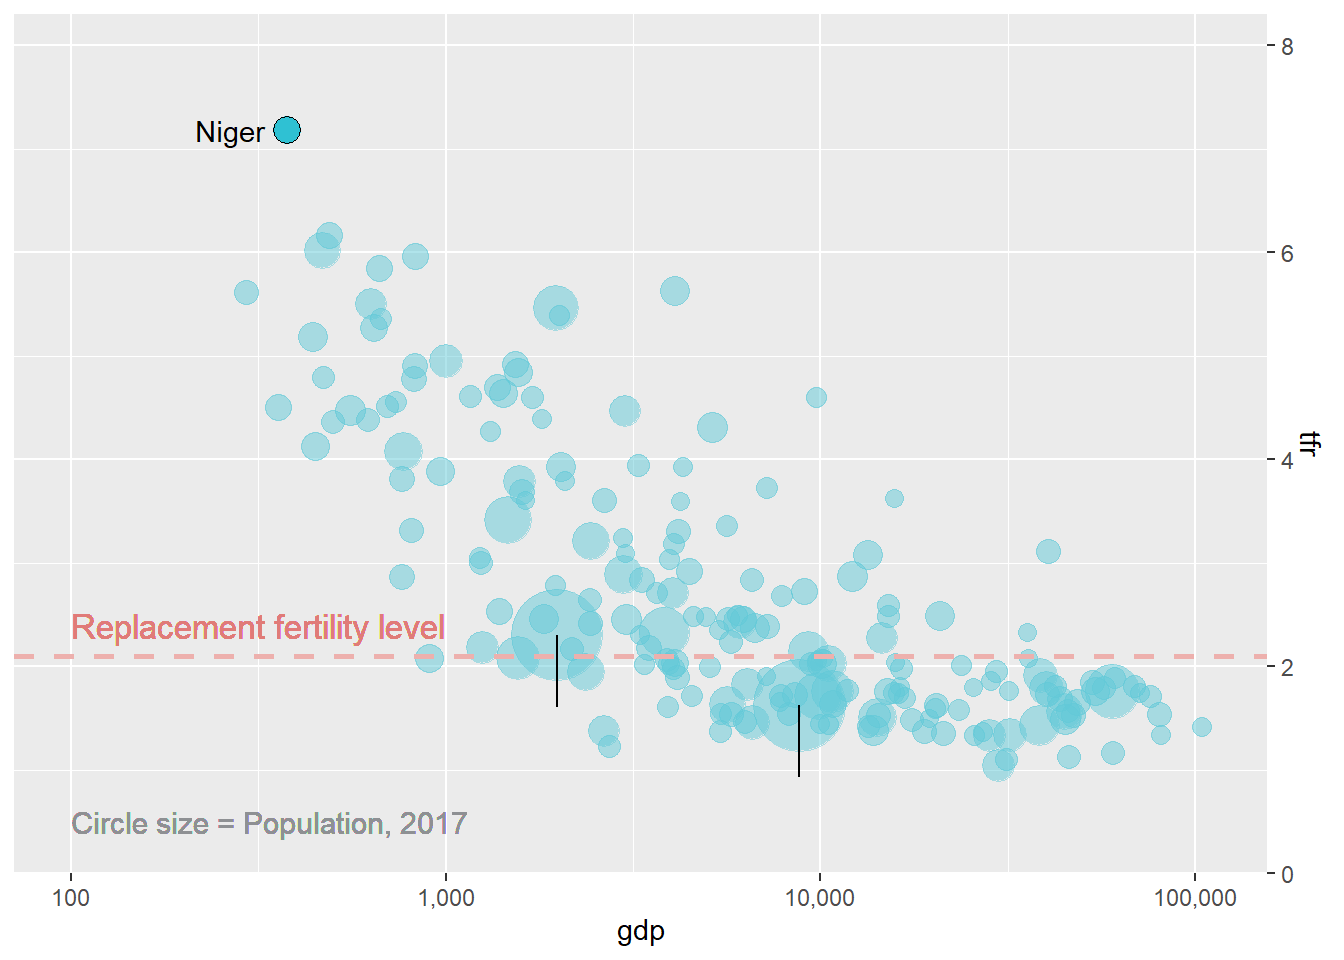 8
Niger
6
tfr
4
Replacement fertility level
2
Circle size = Population, 2017
0
100
1,000
10,000
100,000
gdp